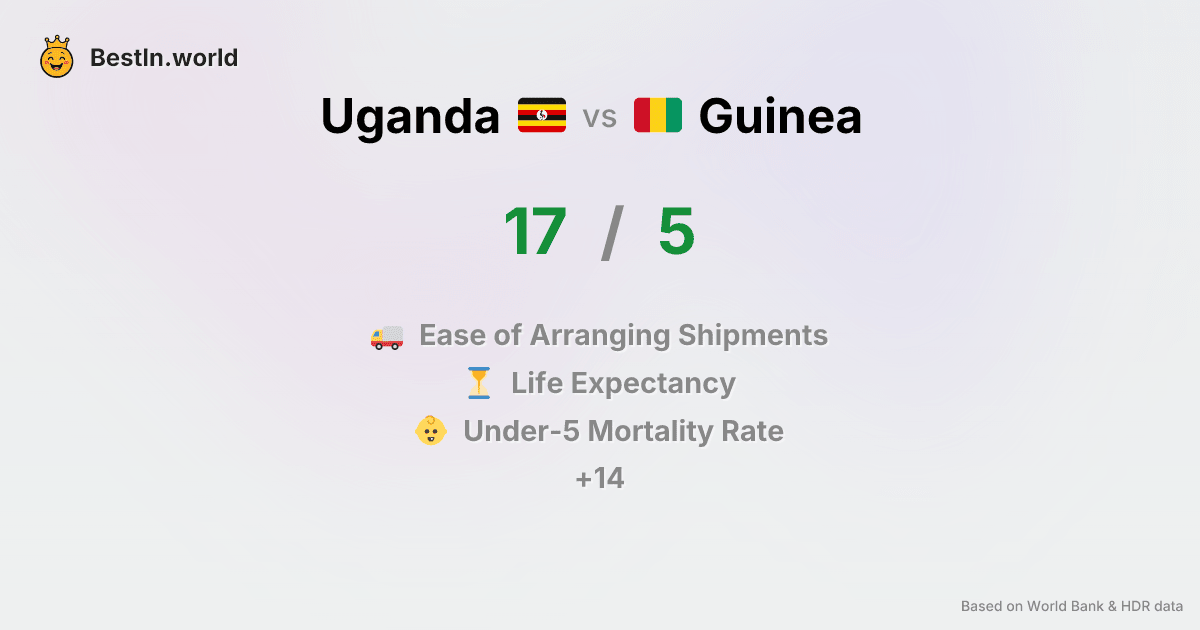 BestIn.world
Uganda vs Guinea
17 / 5
Ease of Arranging Shipments
Life Expectancy
Under-5 Mortality Rate
+14
Based on World Bank & HDR data